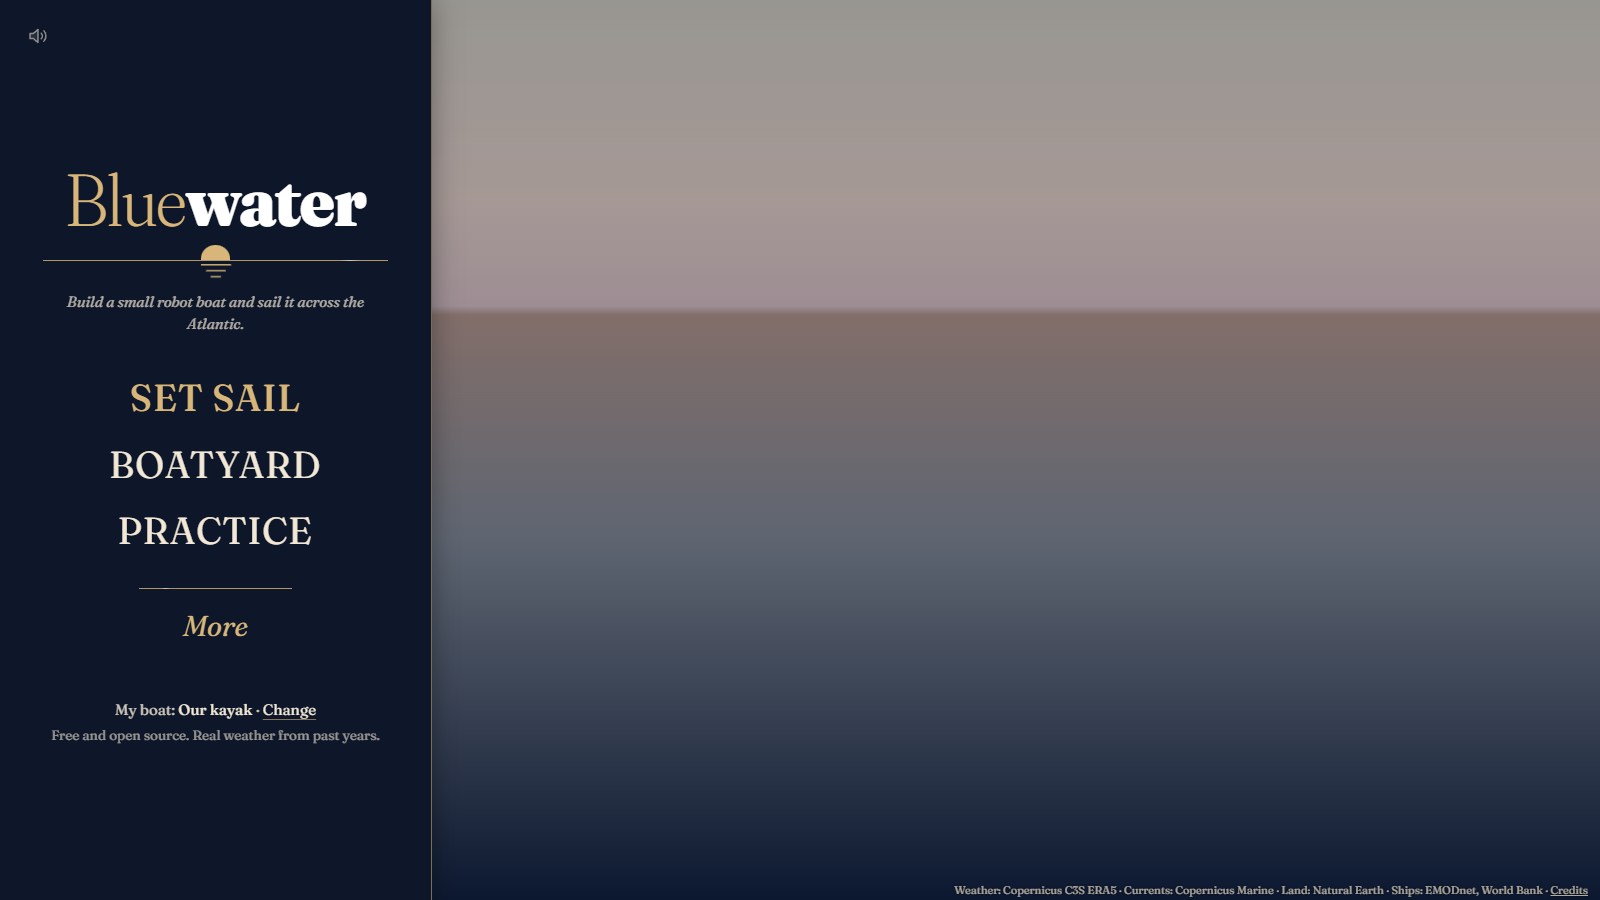 Bluewater
Build a small robot boat and sail it across the
Atlantic.
SET SAIL
BOATYARD
PRACTICE
More
My boat: Our kayak · Change
Free and open source. Real weather from past years.
Weather: Copernicus C3S ERA5 · Currents: Copernicus Marine · Land: Natural Earth · Ships: EMODnet, World Bank · Credits